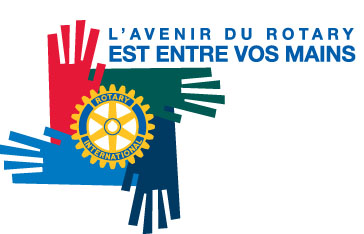 L'AVENIR DU ROTARY
EST ENTRE VOS MAINS
ROTARY
INTERNATIONAL